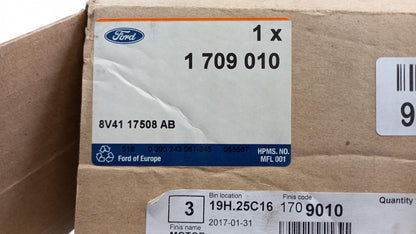 Ford
1 x
1 709 010
8V41 17508 AB
Ford of Europe
HPMS. NO.
MFL 001
9
Bin location
Finis code
Quantity
3
19H.25C16
170 9010
2017-01-31
Finis name
MOTOR